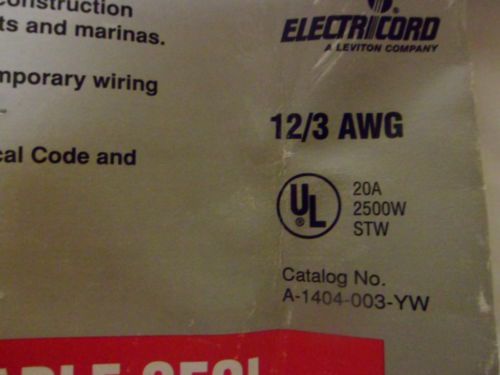 onstruction
ts and marinas.
mporary wiring
cal Code and
ELECTRICORD
A LEVITON COMPANY
12/3 AWG
UL
®
20A
2500W
STW
Catalog No.
A-1404-003-YW